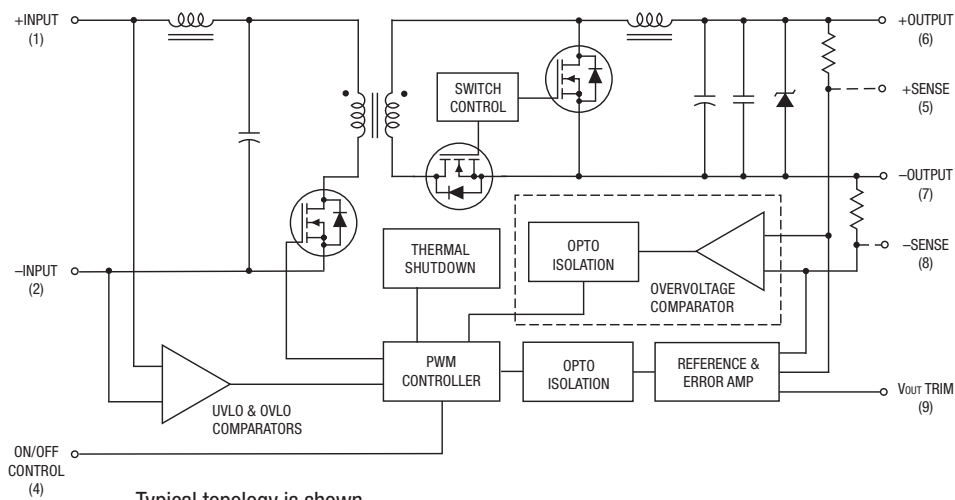 +INPUT
(1)
+OUTPUT
(6)
+SENSE
(5)
SWITCH
CONTROL
−OUTPUT
(7)
−INPUT
(2)
THERMAL
SHUTDOWN
OPTO
ISOLATION
OVERVOLTAGE
COMPARATOR
−SENSE
(8)
PWM
CONTROLLER
OPTO
ISOLATION
REFERENCE &
ERROR AMP
VOUT TRIM
(9)
UVLO & OVLO
COMPARATORS
ON/OFF
CONTROL
(4)
Typical topology is shown